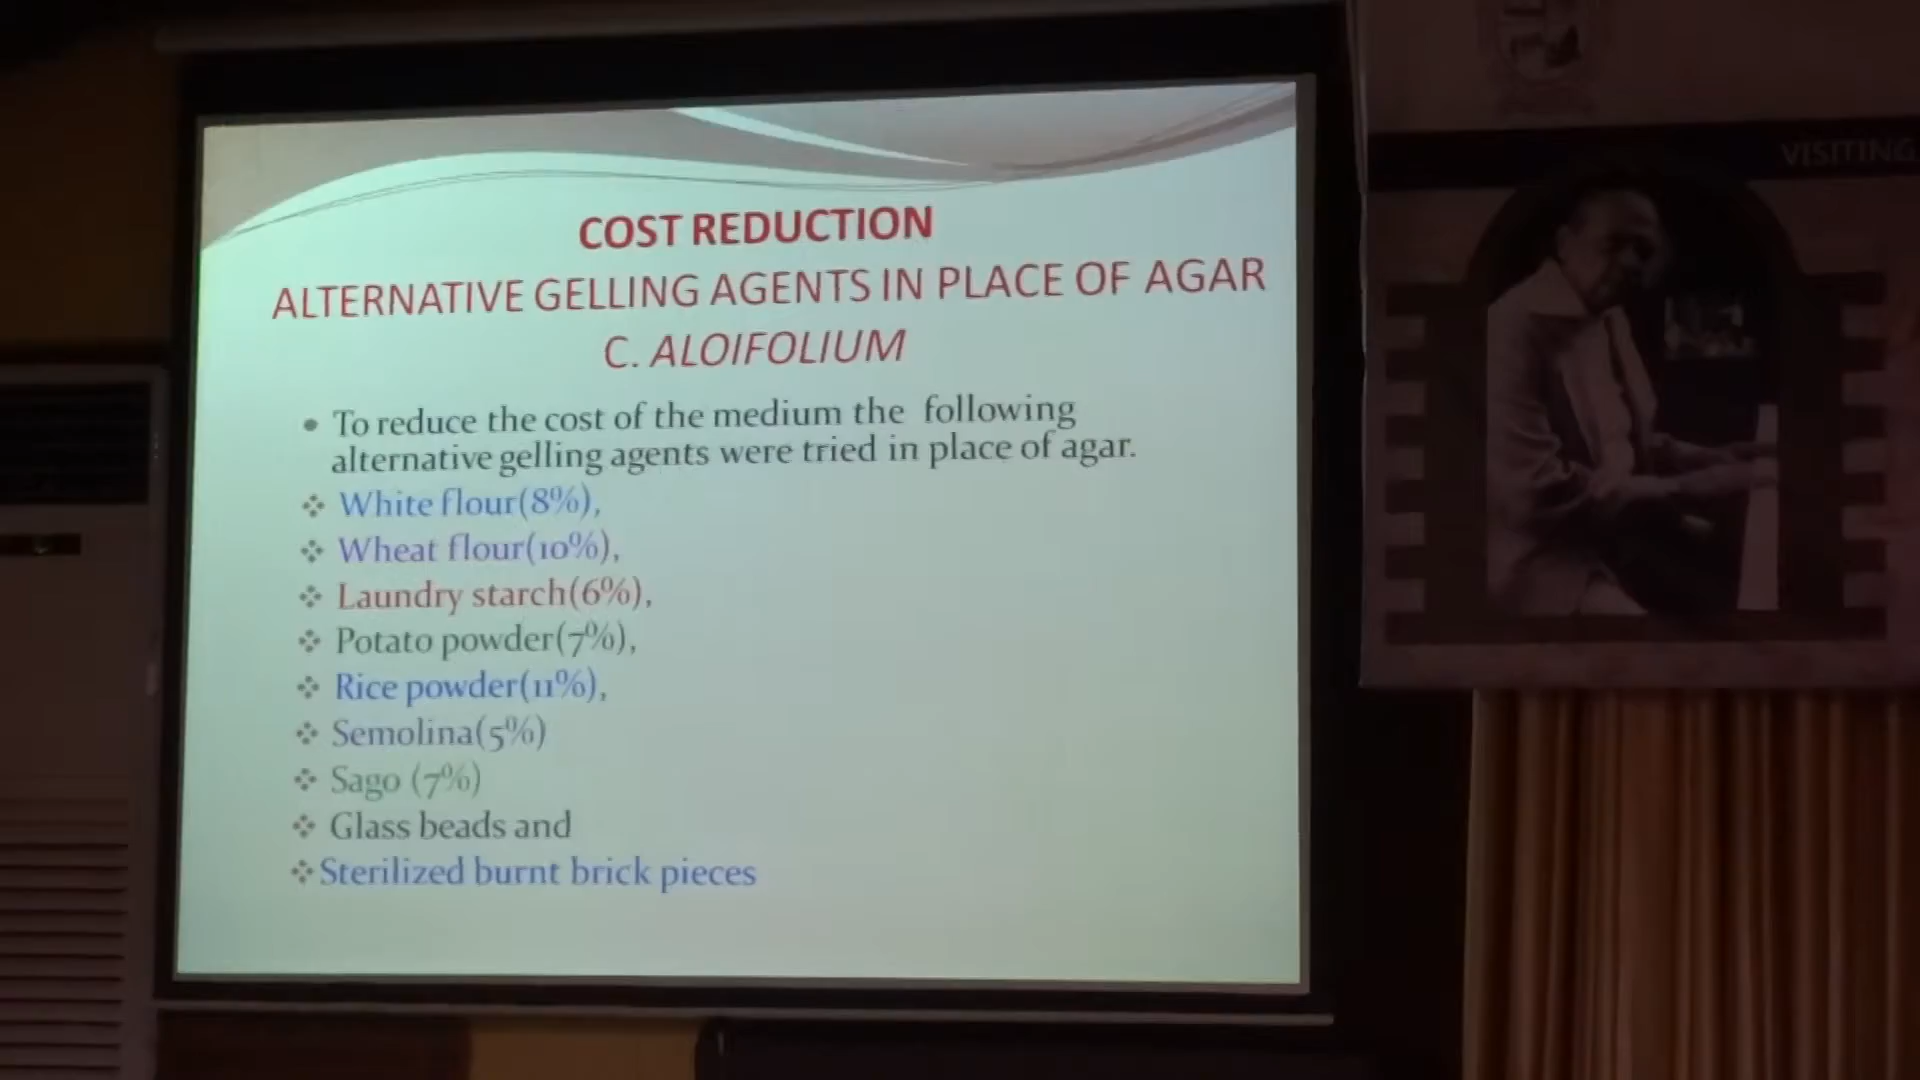 VISITING
COST REDUCTION
ALTERNATIVE GELLING AGENTS IN PLACE OF AGAR
C. ALOIFOLIUM
• To reduce the cost of the medium the following
alternative gelling agents were tried in place of agar.
❖ White flour(8%),
❖ Wheat flour(10%),
❖ Laundry starch(6%),
❖ Potato powder(7%),
❖ Rice powder(11%),
❖ Semolina(5%)
❖ Sago (7%)
❖ Glass beads and
❖ Sterilized burnt brick pieces